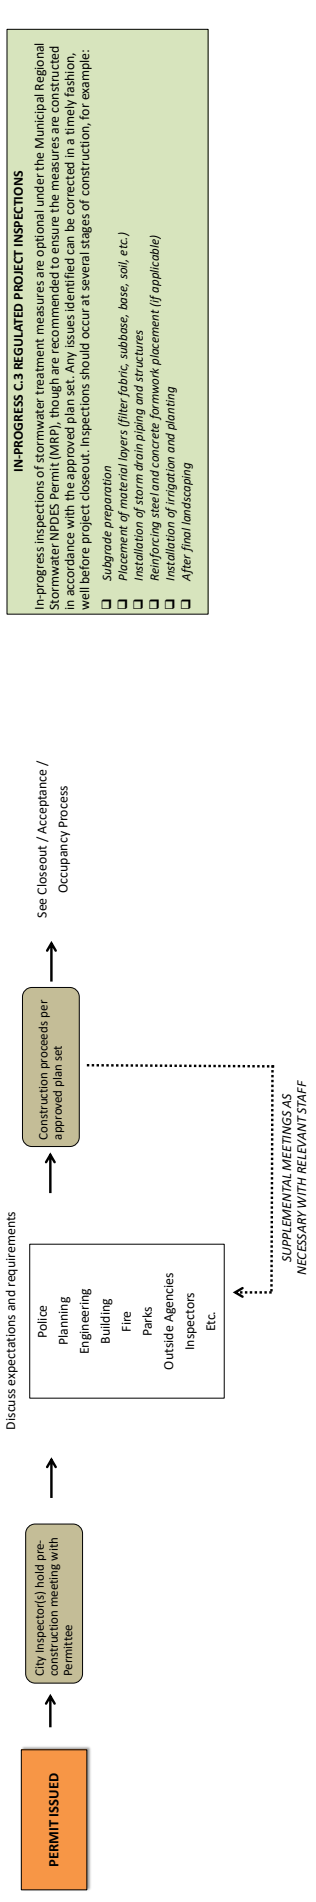 PERMIT ISSUED
City Inspector(s) hold pre-
construction meeting with
Permittee
Discuss expectations and requirements
Police
Planning
Engineering
Building
Fire
Parks
Outside Agencies
Inspectors
Etc.
Construction proceeds per
approved plan set
SUPPLEMENTAL MEETINGS AS
NECESSARY WITH RELEVANT STAFF
See Closeout / Acceptance /
Occupancy Process
IN-PROGRESS C.3 REGULATED PROJECT INSPECTIONS
In-progress inspections of stormwater treatment measures are optional under the Municipal Regional
Stormwater NPDES Permit (MRP), though are recommended to ensure the measures are constructed
in accordance with the approved plan set. Any issues identified can be corrected in a timely fashion,
well before project closeout. Inspections should occur at several stages of construction, for example:
❑ Subgrade preparation
❑ Placement of material layers (filter fabric, subbase, base, soil, etc.)
❑ Installation of storm drain piping and structures
❑ Reinforcing steel and concrete formwork placement (if applicable)
❑ Installation of irrigation and planting
❑ After final landscaping